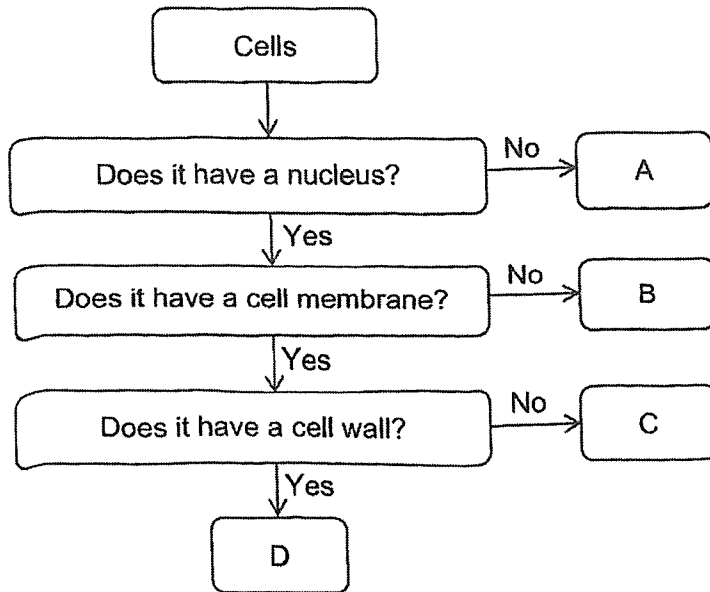 Cells
Does it have a nucleus?
No
A
Yes
Does it have a cell membrane?
No
B
Yes
Does it have a cell wall?
No
C
Yes
D